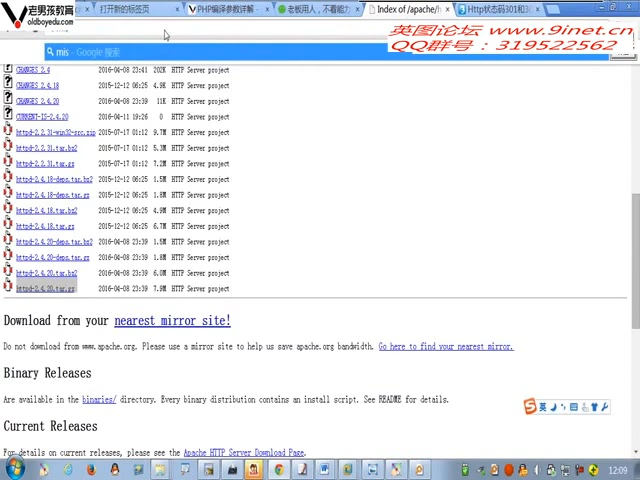 老男孩教育
oldboyedu.com
打开新的标签页
PHP编译参数详解
老板用人，不看能力
Index of /apache/h
Http状态码301和3
英图论坛 www.9inet.cn
QQ群号：319522562
mis - Google 搜索
CHANGES_2.4 2016-04-08 23:41 202K HTTP Server project
CHANGES_2.4.18 2015-12-12 06:25 4.9K HTTP Server project
CHANGES_2.4.20 2016-04-08 23:39 11K HTTP Server project
CURRENT-IS-2.4.20 2016-04-11 19:26 0 HTTP Server project
httpd-2.2.31-win32-src.zip 2015-07-17 01:12 9.7M HTTP Server project
httpd-2.2.31.tar.bz2 2015-07-17 01:12 5.3M HTTP Server project
httpd-2.2.31.tar.gz 2015-07-17 01:12 7.2M HTTP Server project
httpd-2.4.18-deps.tar.bz2 2015-12-12 06:25 1.5M HTTP Server project
httpd-2.4.18-deps.tar.gz 2015-12-12 06:25 1.8M HTTP Server project
httpd-2.4.18.tar.bz2 2015-12-12 06:25 4.9M HTTP Server project
httpd-2.4.18.tar.gz 2015-12-12 06:25 6.7M HTTP Server project
httpd-2.4.20-deps.tar.bz2 2016-04-08 23:39 1.5M HTTP Server project
httpd-2.4.20-deps.tar.gz 2016-04-08 23:39 1.8M HTTP Server project
httpd-2.4.20.tar.bz2 2016-04-08 23:39 6.0M HTTP Server project
httpd-2.4.20.tar.gz 2016-04-08 23:39 7.9M HTTP Server project
Download from your nearest mirror site!
Do not download from www.apache.org. Please use a mirror site to help us save apache.org bandwidth. Go here to find your nearest mirror.
Binary Releases
Are available in the binaries/ directory. Every binary distribution contains an install script. See README for details.
Current Releases
For details on current releases, please see the Apache HTTP Server Download Page.
英
12:09